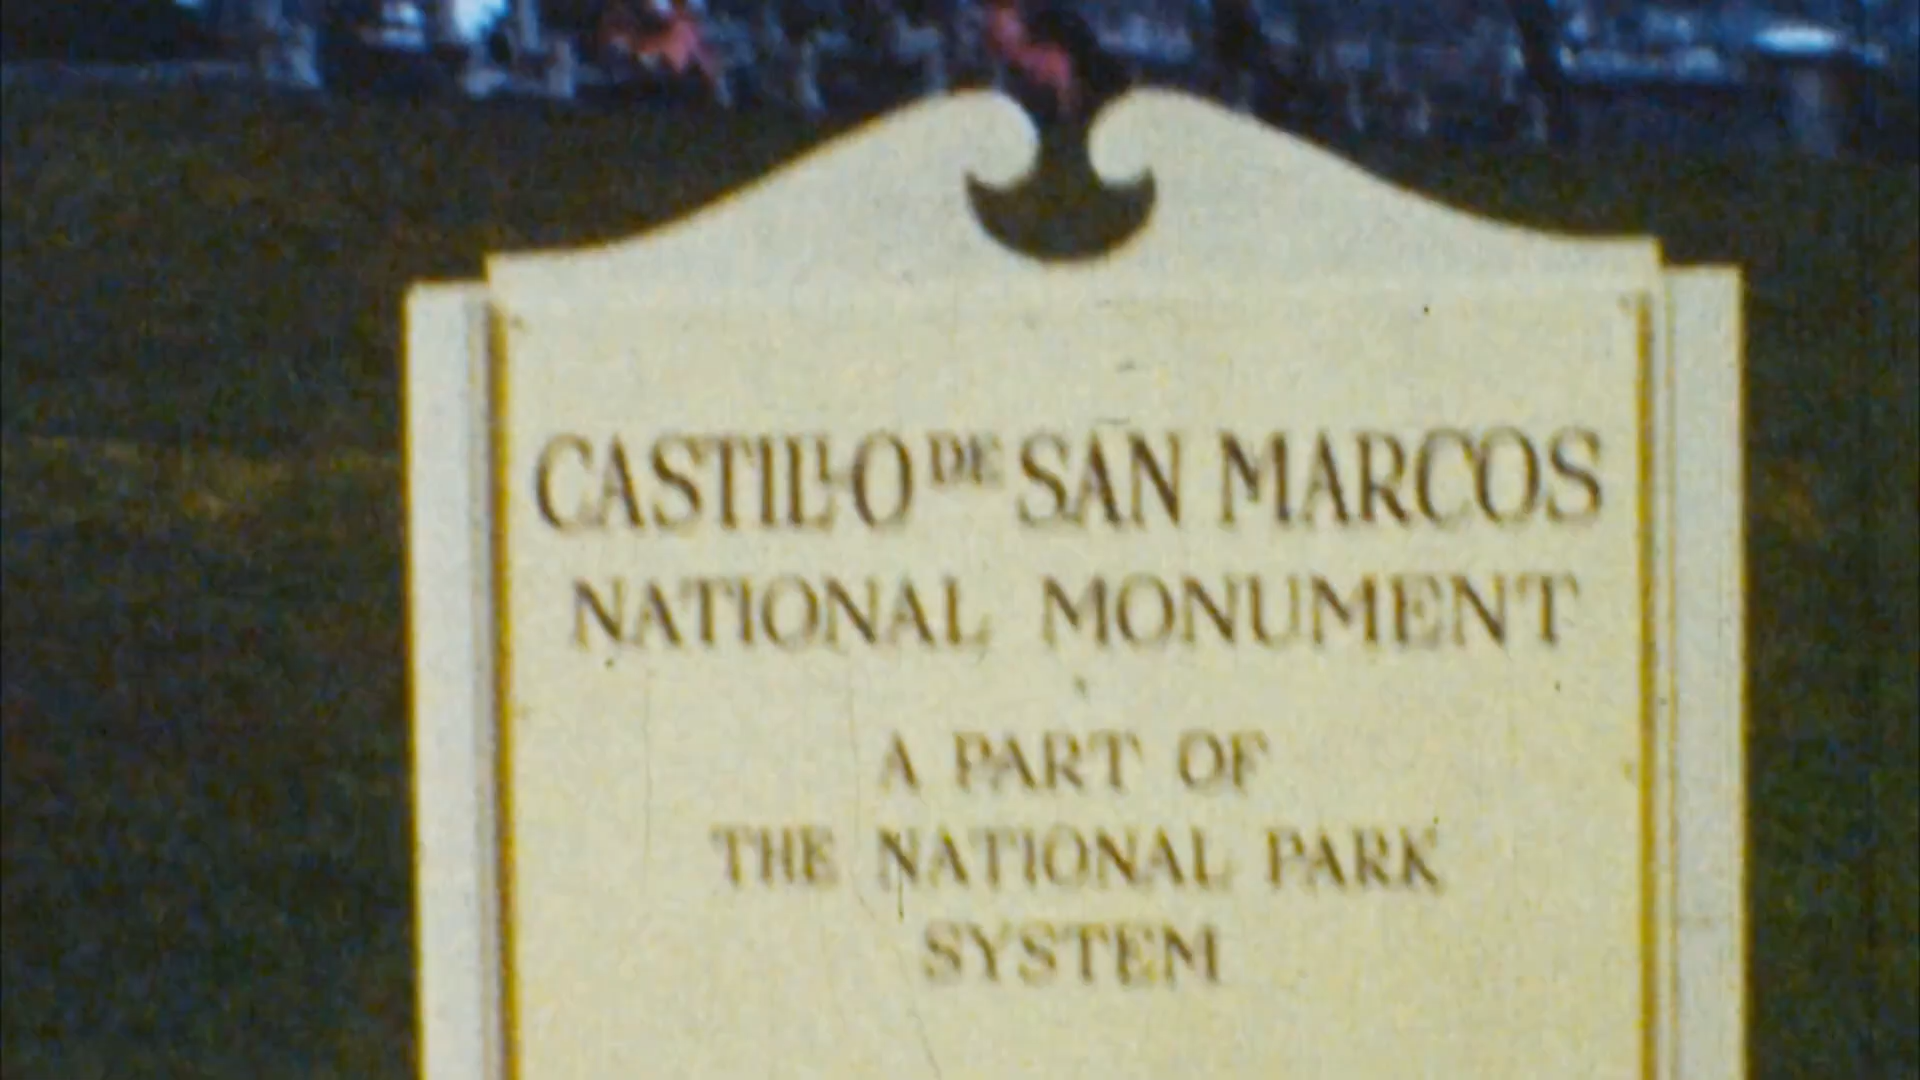 CASTILLO DE SAN MARCOS
NATIONAL MONUMENT
A PART OF
THE NATIONAL PARK
SYSTEM